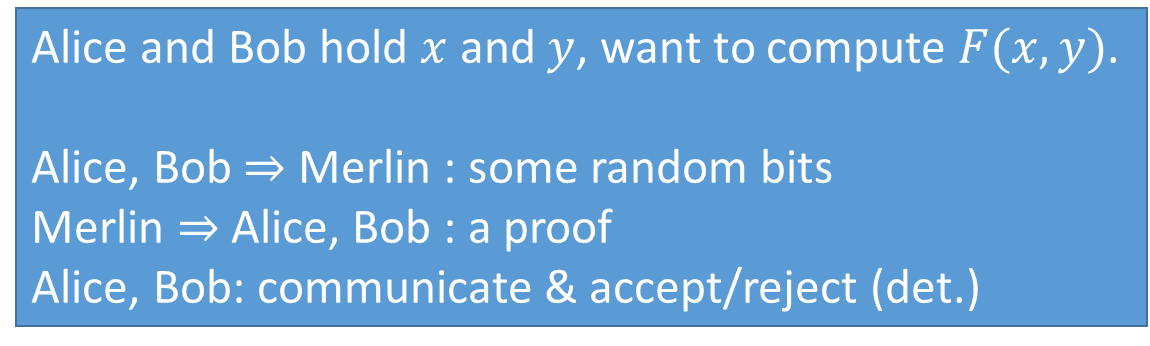 Alice and Bob hold 𝑥 and 𝑦, want to compute 𝐹(𝑥, 𝑦).
Alice, Bob ⇒ Merlin : some random bits
Merlin ⇒ Alice, Bob : a proof
Alice, Bob: communicate & accept/reject (det.)